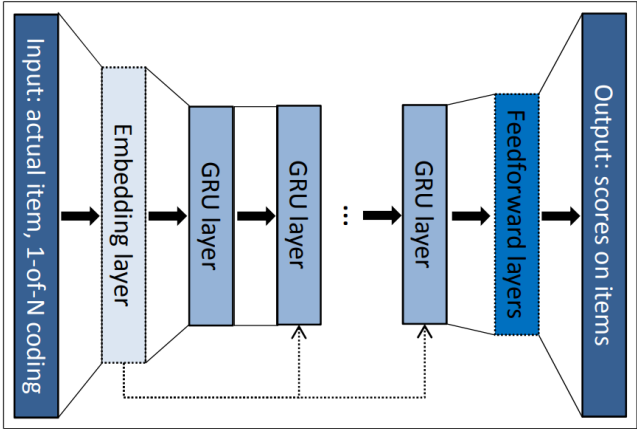 Input: actual item, 1-of-N coding
Embedding layer
GRU layer
GRU layer
...
GRU layer
Feedforward layers
Output: scores on items